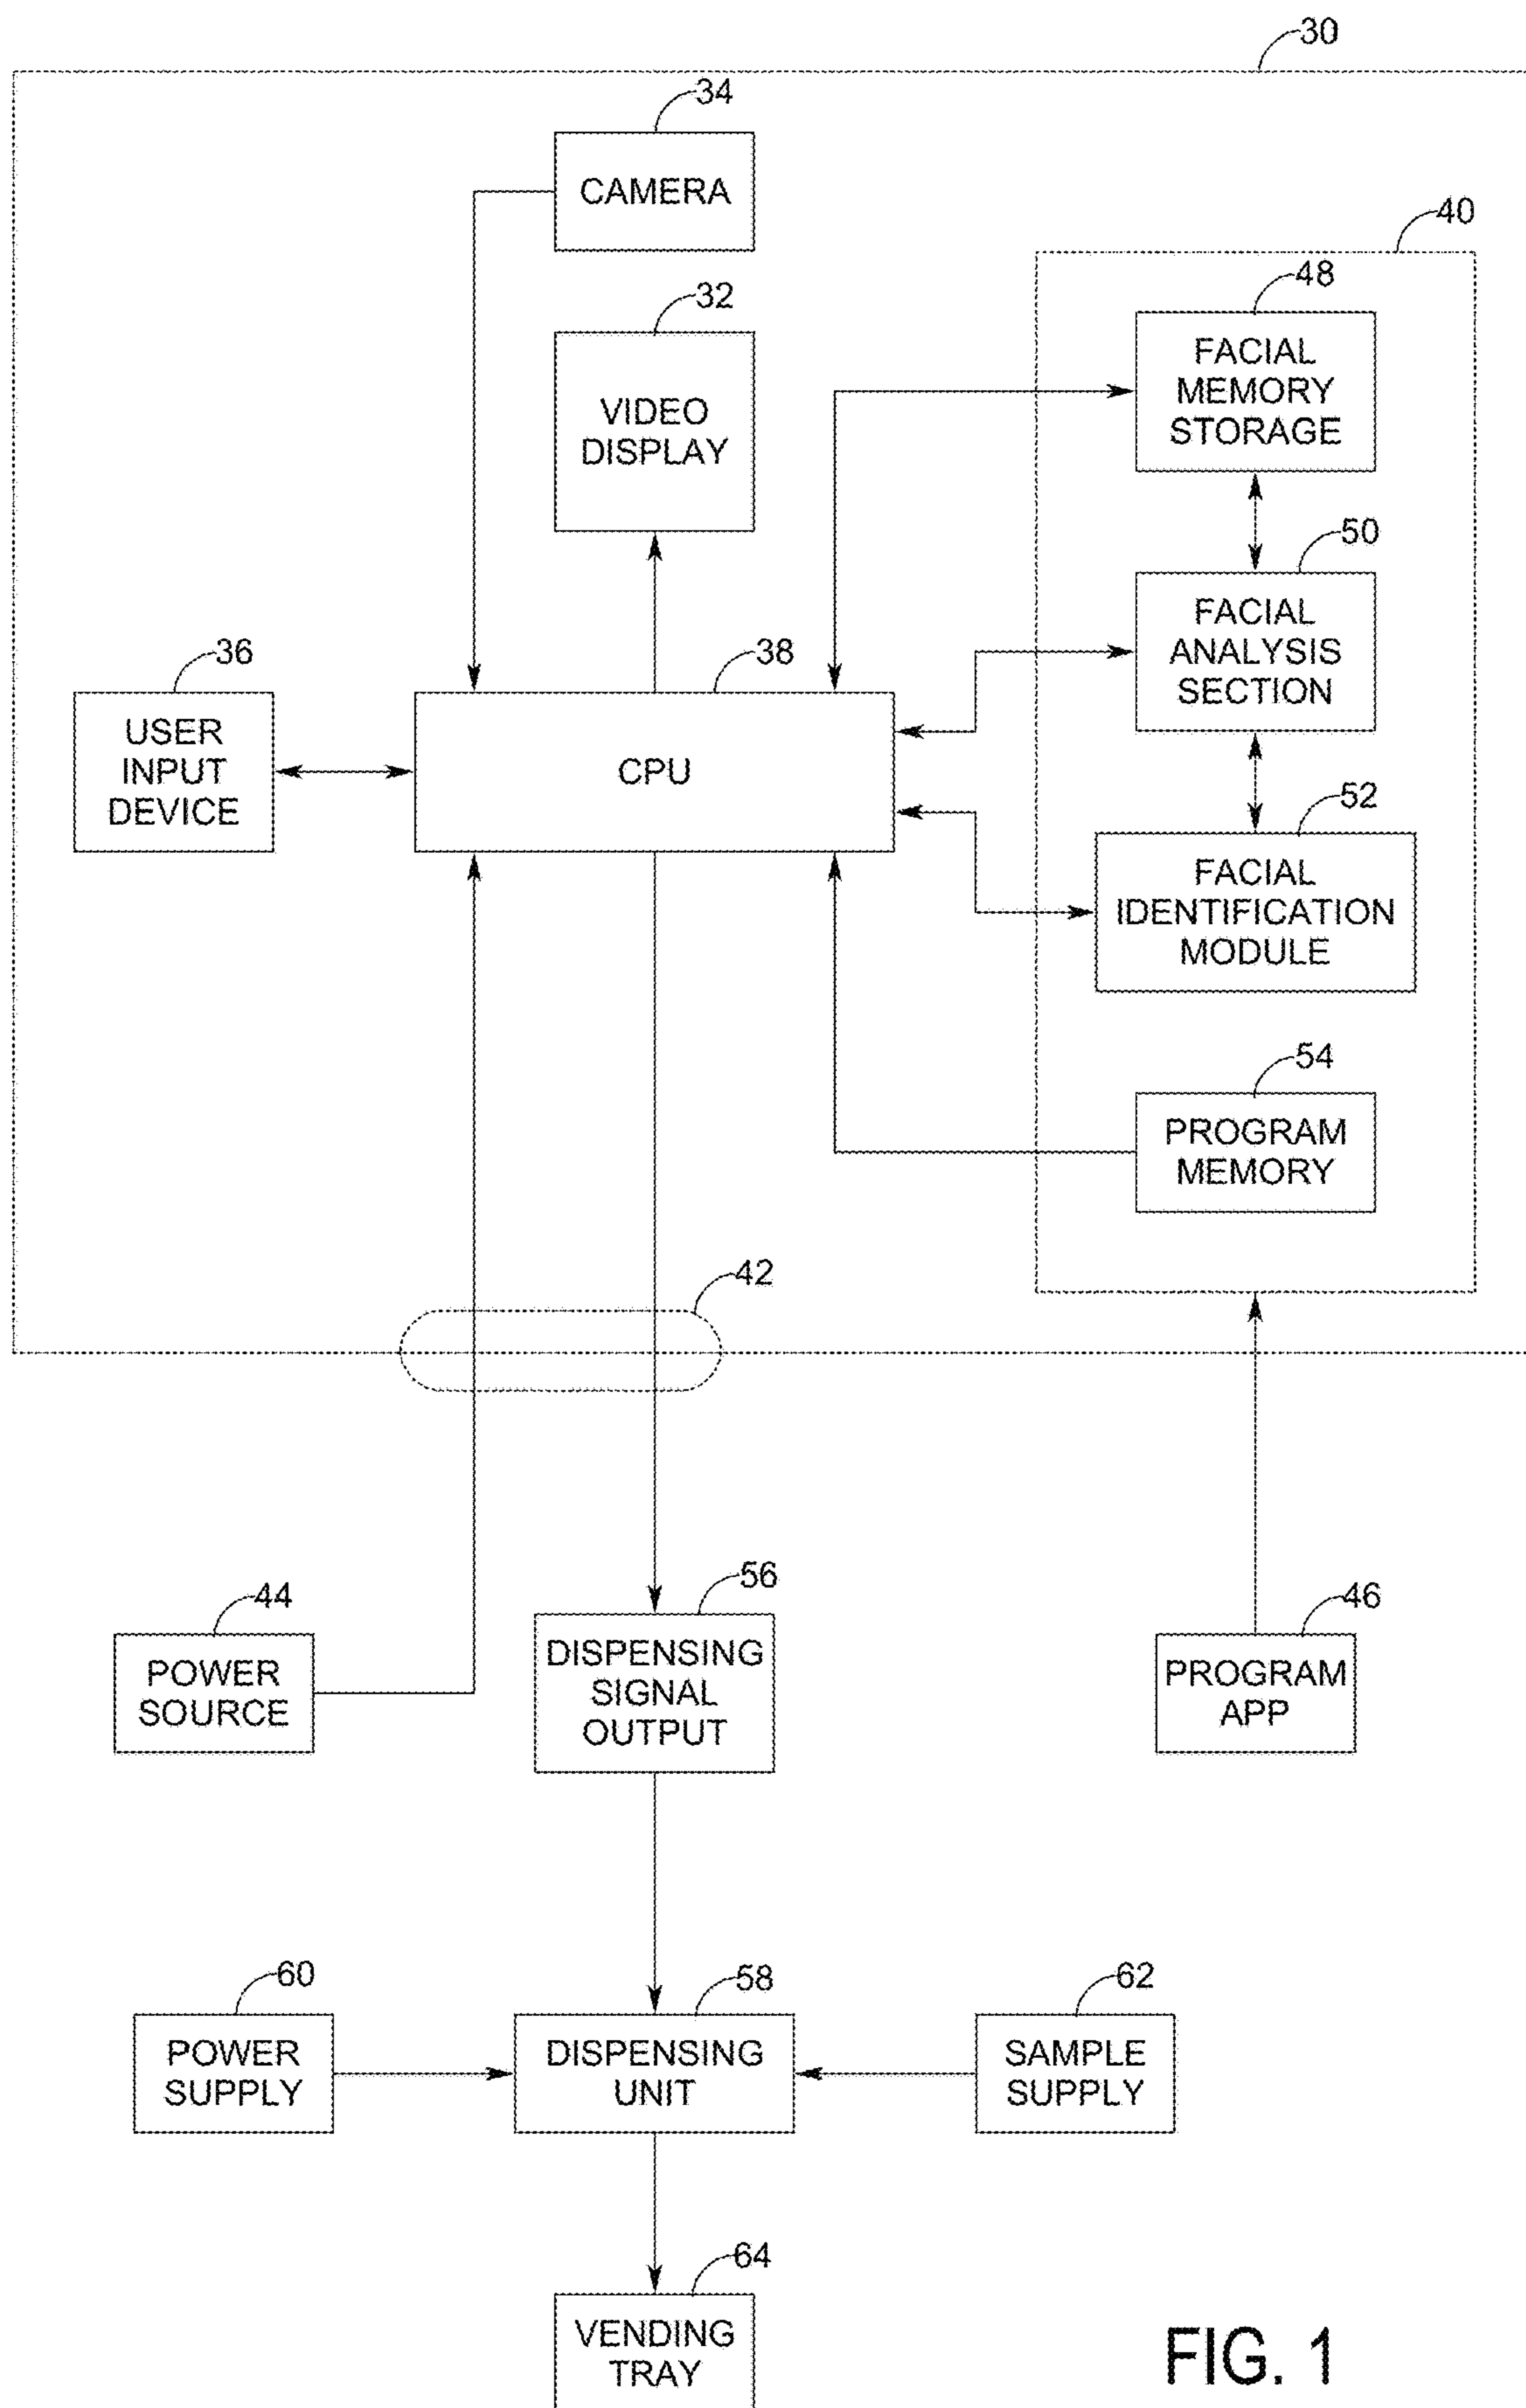 30
34
CAMERA
40
48
FACIAL
MEMORY
STORAGE
32
VIDEO
DISPLAY
50
FACIAL
ANALYSIS
SECTION
36
USER
INPUT
DEVICE
38
CPU
52
FACIAL
IDENTIFICATION
MODULE
54
PROGRAM
MEMORY
42
44
POWER
SOURCE
56
DISPENSING
SIGNAL
OUTPUT
46
PROGRAM
APP
60
POWER
SUPPLY
58
DISPENSING
UNIT
62
SAMPLE
SUPPLY
64
VENDING
TRAY
FIG. 1